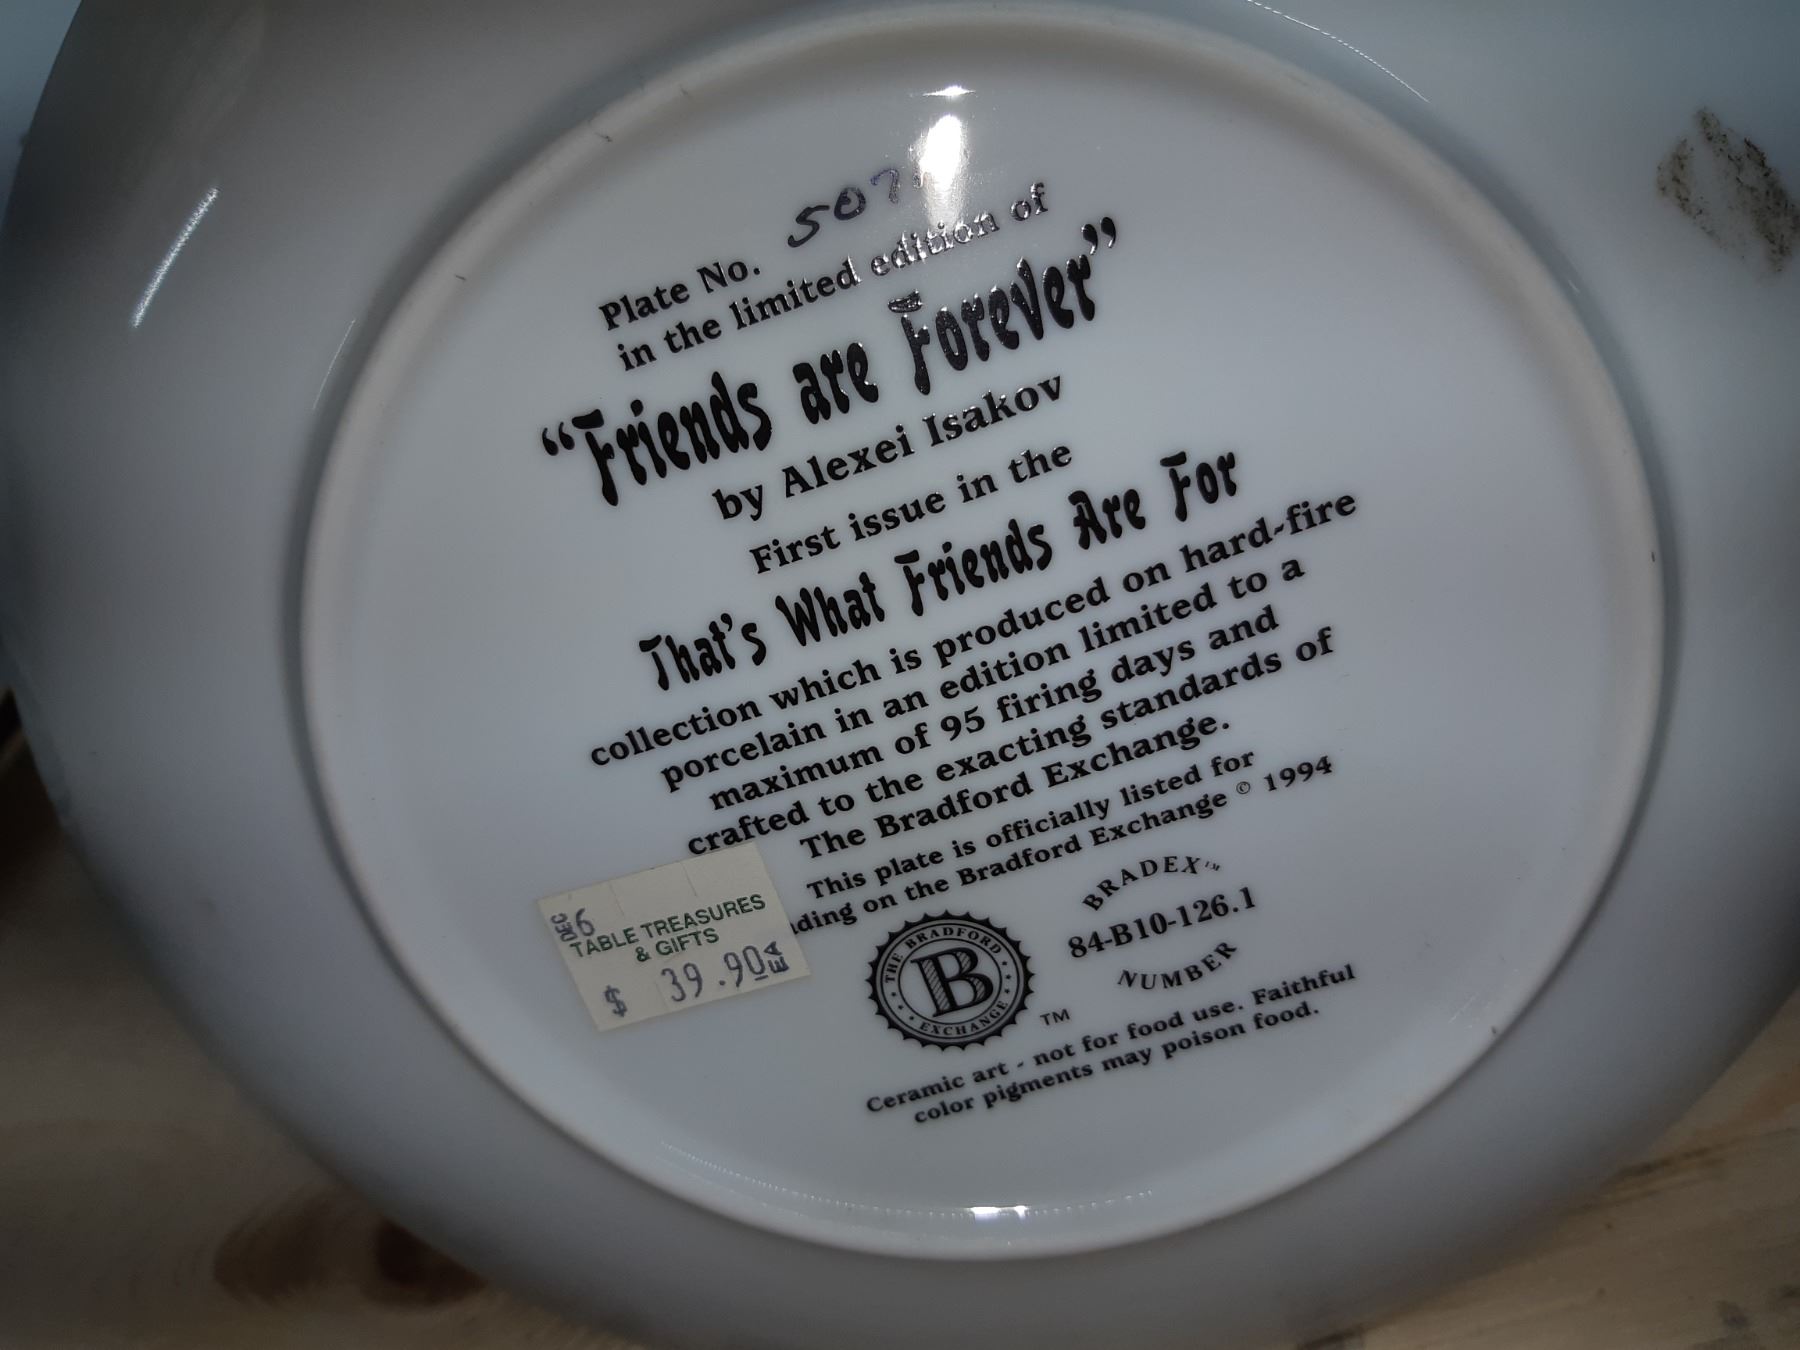 Plate No. 507
in the limited edition of
“Friends are Forever”
by Alexei Isakov
First issue in the
That's What Friends Are For
collection which is produced on hard-fire
porcelain in an edition limited to a
maximum of 95 firing days and
crafted to the exacting standards of
The Bradford Exchange.
This plate is officially listed for
ding on the Bradford Exchange © 1994
DEC 6
TABLE TREASURES
& GIFTS
$ 39.90 EA
THE BRADFORD
B
EXCHANGE
TM
BRADEX™
84-B10-126.1
NUMBER
Ceramic art - not for food use. Faithful
color pigments may poison food.